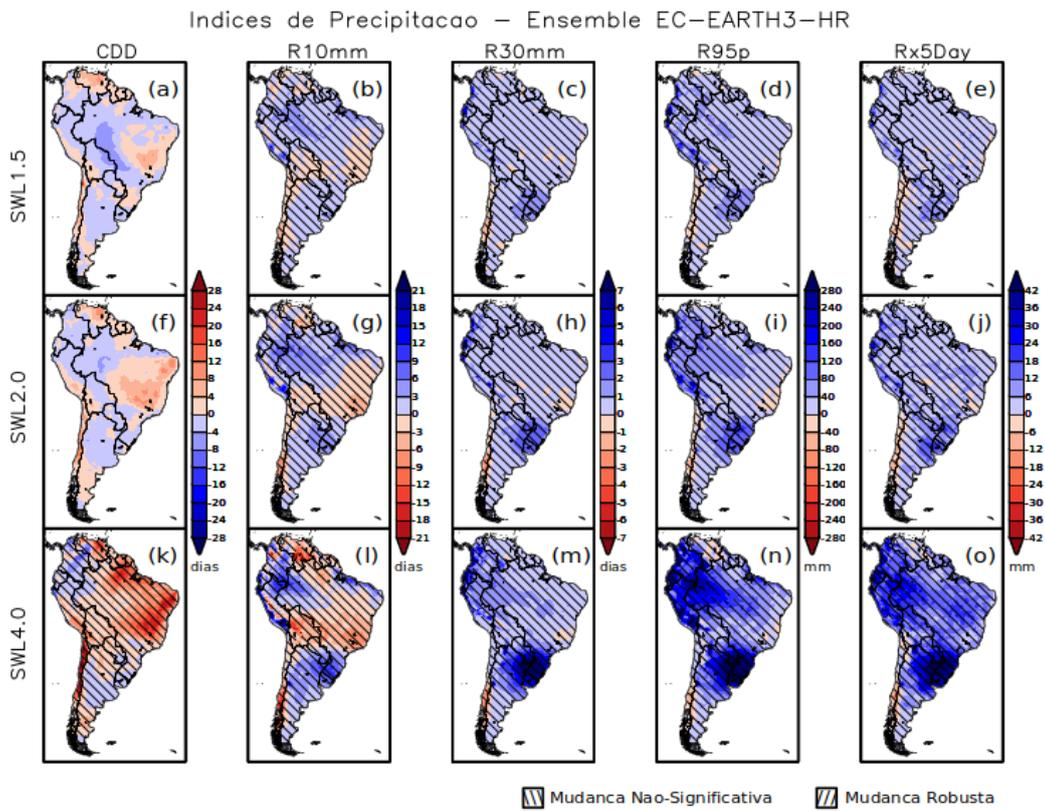 Indices de Precipitacao – Ensemble EC-EARTH3-HR
CDD R10mm R30mm R95p Rx5Day
SWL1.5
(a) (b) (c) (d) (e)
SWL2.0
(f) (g) (h) (i) (j)
28 21 7 280 42
24 18 6 240 36
20 15 5 200 30
16 12 4 160 24
12 9 3 120 18
8 6 2 80 12
4 3 1 40 6
0 0 0 0 0
-4 -3 -1 -40 -6
-8 -6 -2 -80 -12
-12 -9 -3 -120 -18
-16 -12 -4 -160 -24
-20 -15 -5 -200 -30
-24 -18 -6 -240 -36
-28 -21 -7 -280 -42
dias dias dias mm mm
SWL4.0
(k) (l) (m) (n) (o)
Mudanca Nao-Significativa Mudanca Robusta